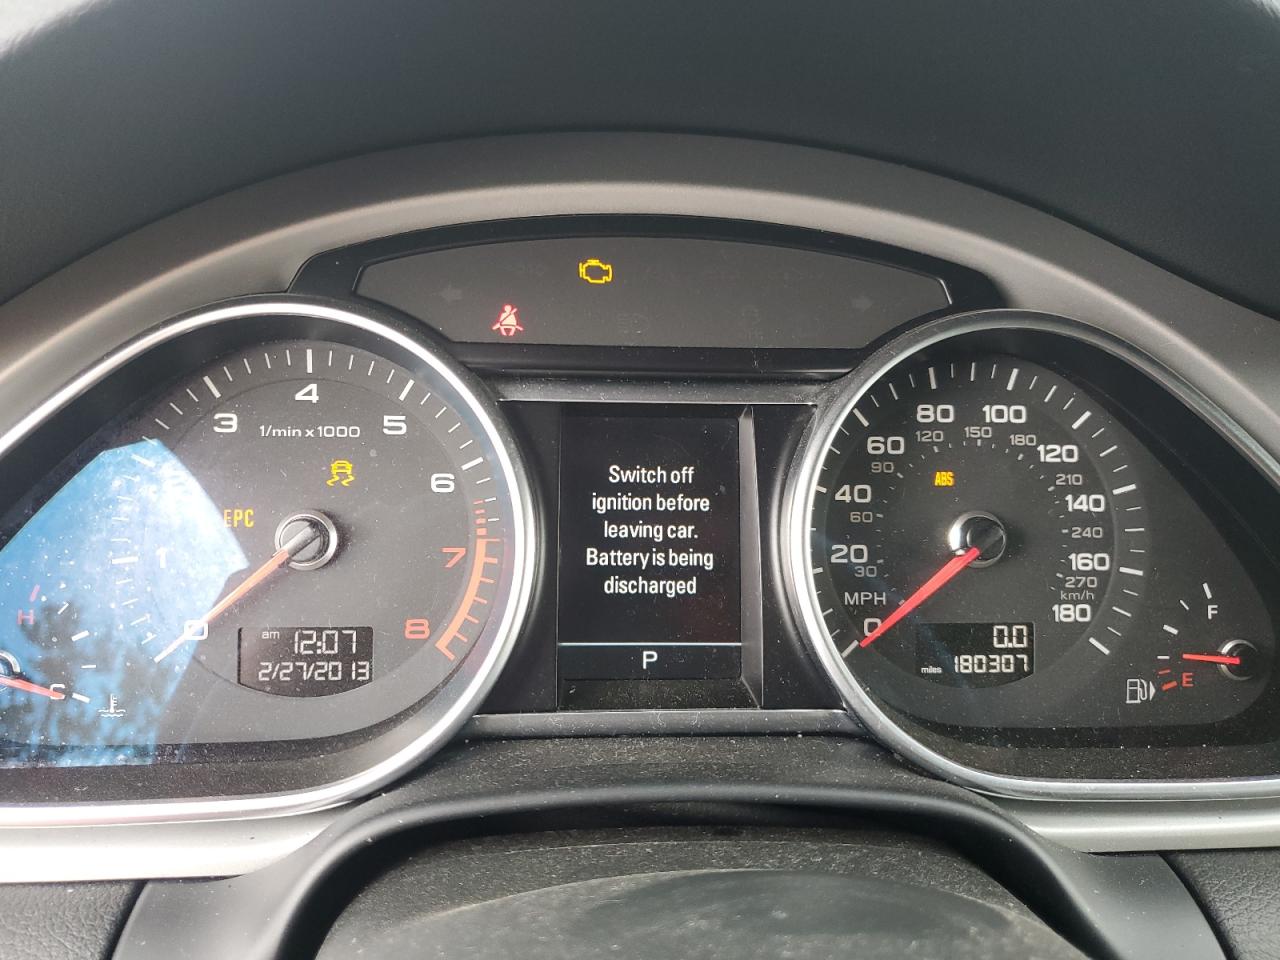 3
4
5
1/min x 1000
6
7
8
1
0
EPC
H
C
am 12:07
2/27/2013
Switch off
ignition before
leaving car.
Battery is being
discharged
P
80 100
120 150 180
60 120
90 210
ABS
40 140
60 240
20 160
30 270
km/h
MPH 180
0
0.0
miles 180307
F
E